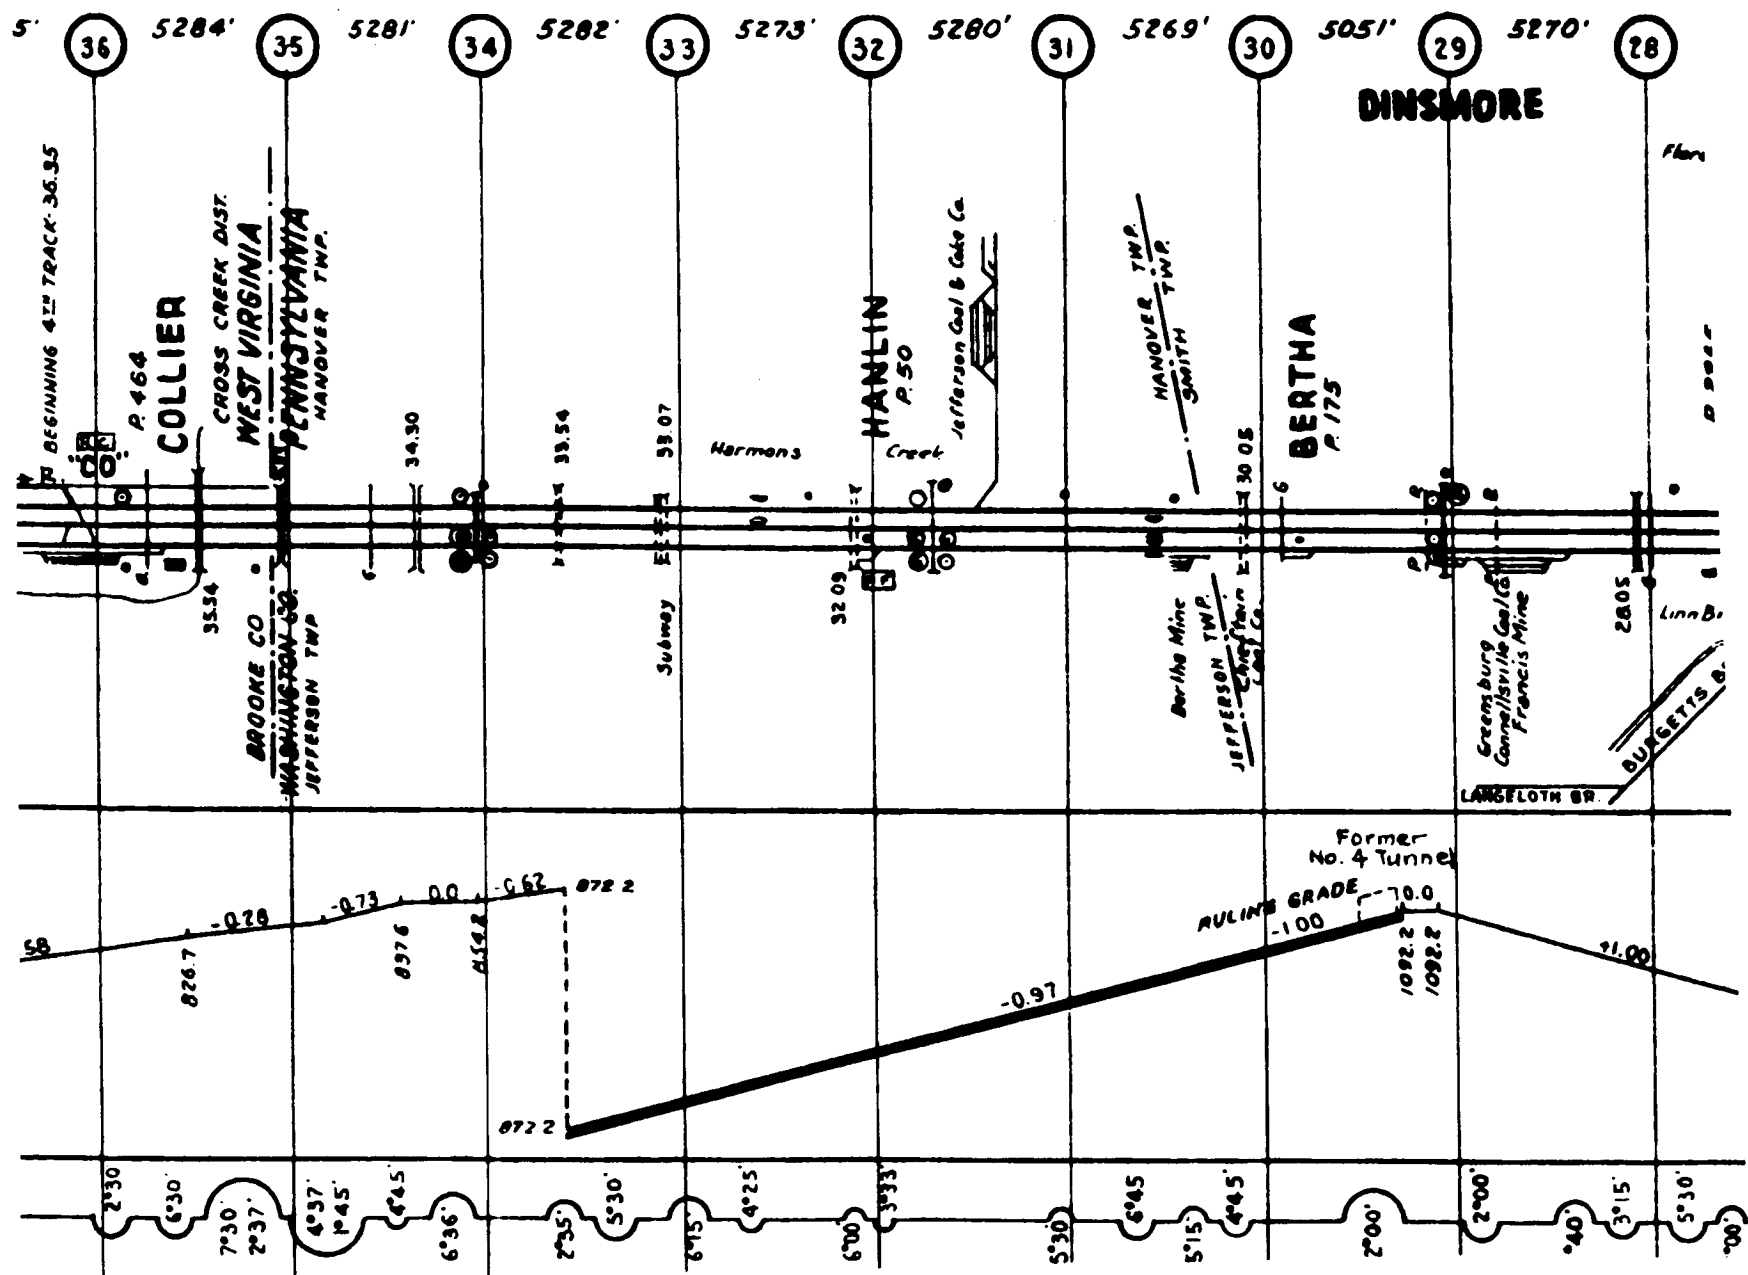 5' 36 5284' 35 5281' 34 5282' 33 5273' 32 5280' 31 5269' 30 5051' 29 5270' 28
DINSMORE
BEGINNING 4TH TRACK-36.35
P. 464
COLLIER
CROSS CREEK DIST.
WEST VIRGINIA
PENNSYLVANIA
HANOVER TWP.
34.30
33.54
33.07
Harmons
HANLIN
P. 50
Creek
Jefferson Coal & Coke Co
HANOVER TWP.
SMITH TWP.
30 05
BERTHA
P. 175
35.54
BROOKE CO
WASHINGTON CO.
JEFFERSON TWP
Subway
32 09
Bertha Mine
JEFFERSON TWP.
Chieftain
Coal Co.
Greensburg
Connellsville Coal Co
Francis Mine
28.05
BURGETTS B
LANGELOTH BR.
Former
No. 4 Tunnel
RULING GRADE
58
-0.28
-0.73
0.0
-0.62
872 2
826.7
897 6
872 2
-0.97
-1.00
0.0
1092.2
1092.2
+1.00
2°30
6°30'
7°30'
2°37'
4°37'
1°45'
6°36'
2°35'
5°30'
6°15'
4°25'
6°00'
3°33'
5°30'
6°45
5°15'
4°45'
2°00'
2°00'
°40'
3°15'
5°30'
°00'